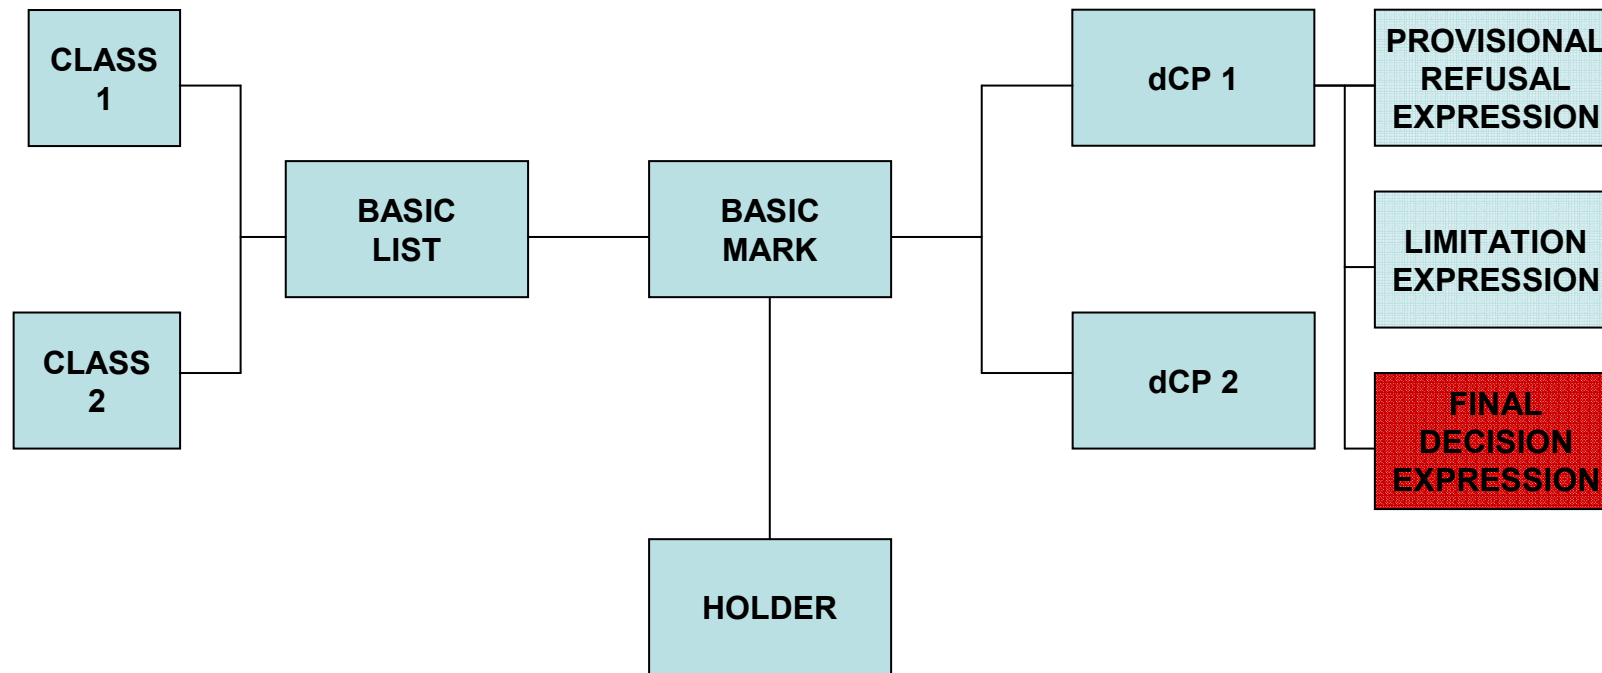 CLASS
1
CLASS
2
BASIC
LIST
BASIC
MARK
HOLDER
dCP 1
dCP 2
PROVISIONAL
REFUSAL
EXPRESSION
LIMITATION
EXPRESSION
FINAL
DECISION
EXPRESSION